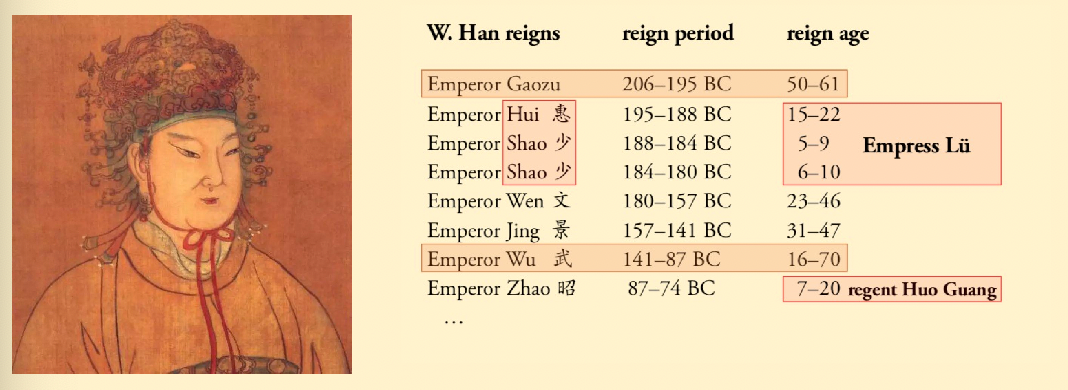 W. Han reigns reign period reign age
Emperor Gaozu 206–195 BC 50–61
Emperor Hui 惠 195–188 BC 15–22
Emperor Shao 少 188–184 BC 5–9 Empress Lü
Emperor Shao 少 184–180 BC 6–10
Emperor Wen 文 180–157 BC 23–46
Emperor Jing 景 157–141 BC 31–47
Emperor Wu 武 141–87 BC 16–70
Emperor Zhao 昭 87–74 BC 7–20 regent Huo Guang
…